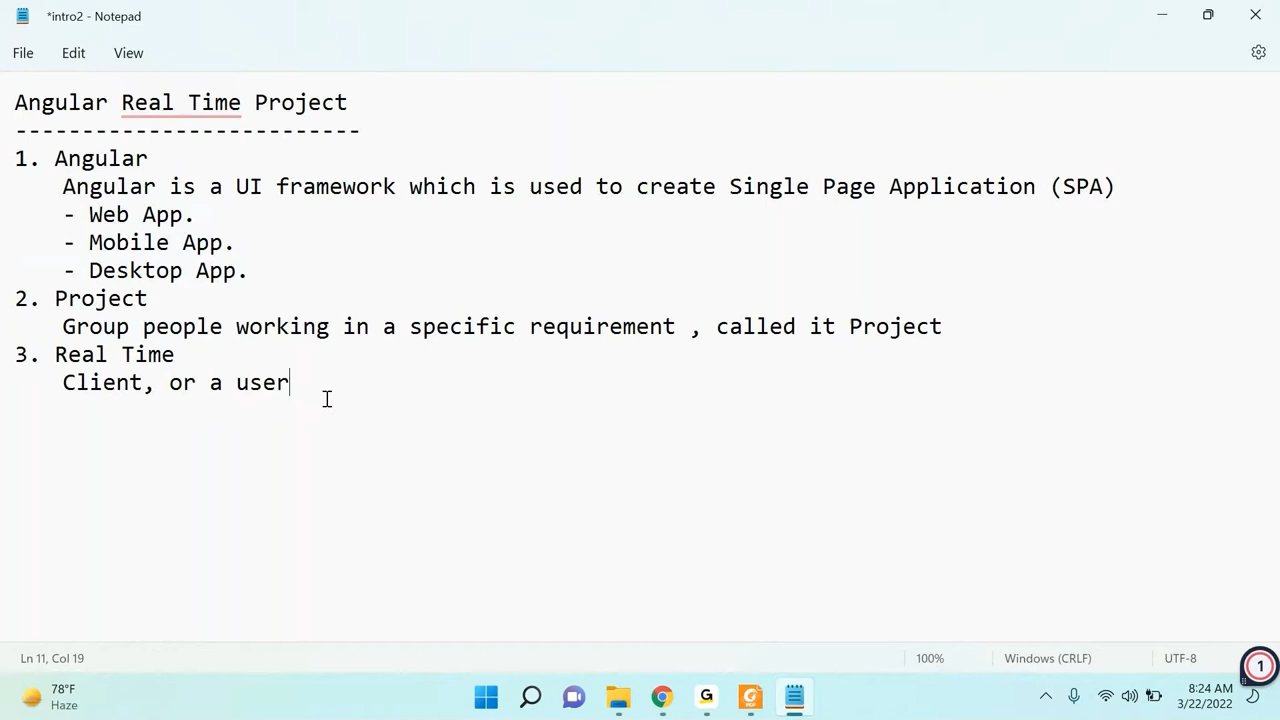 *intro2 - Notepad
File Edit View
Angular Real Time Project
--------------------------
1. Angular
Angular is a UI framework which is used to create Single Page Application (SPA)
- Web App.
- Mobile App.
- Desktop App.
2. Project
Group people working in a specific requirement , called it Project
3. Real Time
Client, or a user
Ln 11, Col 19 100% Windows (CRLF) UTF-8
1
78°F
Haze
G
PDF
8:24 AM
3/22/2022